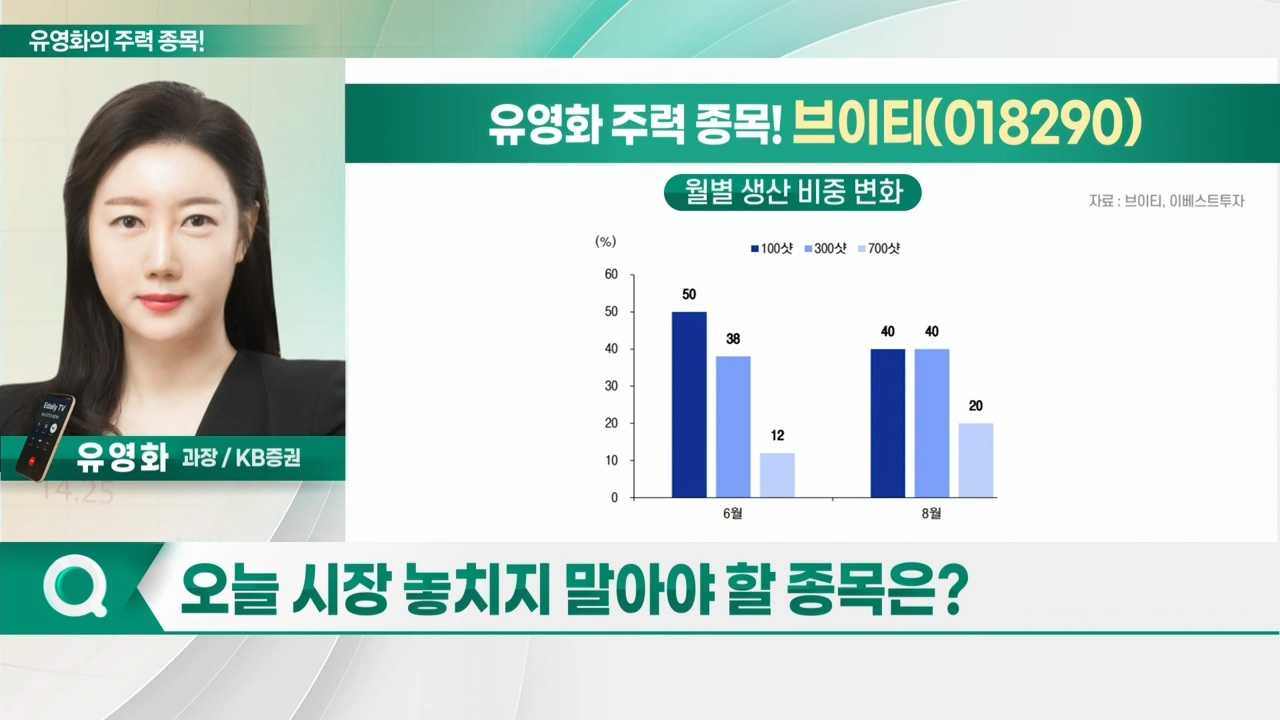 유영화의 주력 종목!
유영화 주력 종목! 브이티(018290)
월별 생산 비중 변화
자료 : 브이티, 이베스트투자
(%)
100샷 300샷 700샷
60
50
40
30
20
10
0
50
38
12
40
40
20
6월
8월
Edaily TV
유영화 과장 / KB증권
14.25
오늘 시장 놓치지 말아야 할 종목은?